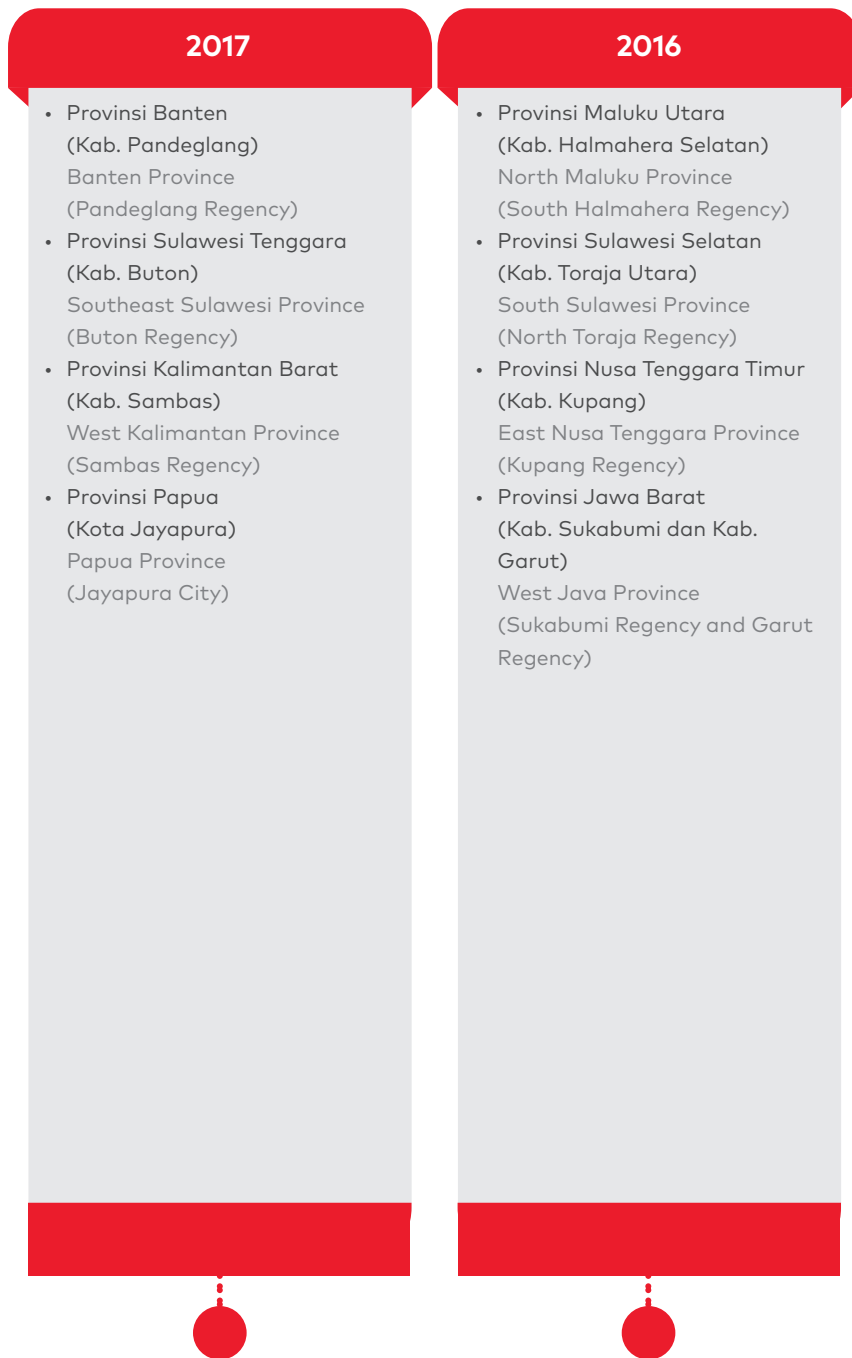 2017
• Provinsi Banten
(Kab. Pandeglang)
Banten Province
(Pandeglang Regency)
• Provinsi Sulawesi Tenggara
(Kab. Buton)
Southeast Sulawesi Province
(Buton Regency)
• Provinsi Kalimantan Barat
(Kab. Sambas)
West Kalimantan Province
(Sambas Regency)
• Provinsi Papua
(Kota Jayapura)
Papua Province
(Jayapura City)
2016
• Provinsi Maluku Utara
(Kab. Halmahera Selatan)
North Maluku Province
(South Halmahera Regency)
• Provinsi Sulawesi Selatan
(Kab. Toraja Utara)
South Sulawesi Province
(North Toraja Regency)
• Provinsi Nusa Tenggara Timur
(Kab. Kupang)
East Nusa Tenggara Province
(Kupang Regency)
• Provinsi Jawa Barat
(Kab. Sukabumi dan Kab.
Garut)
West Java Province
(Sukabumi Regency and Garut
Regency)